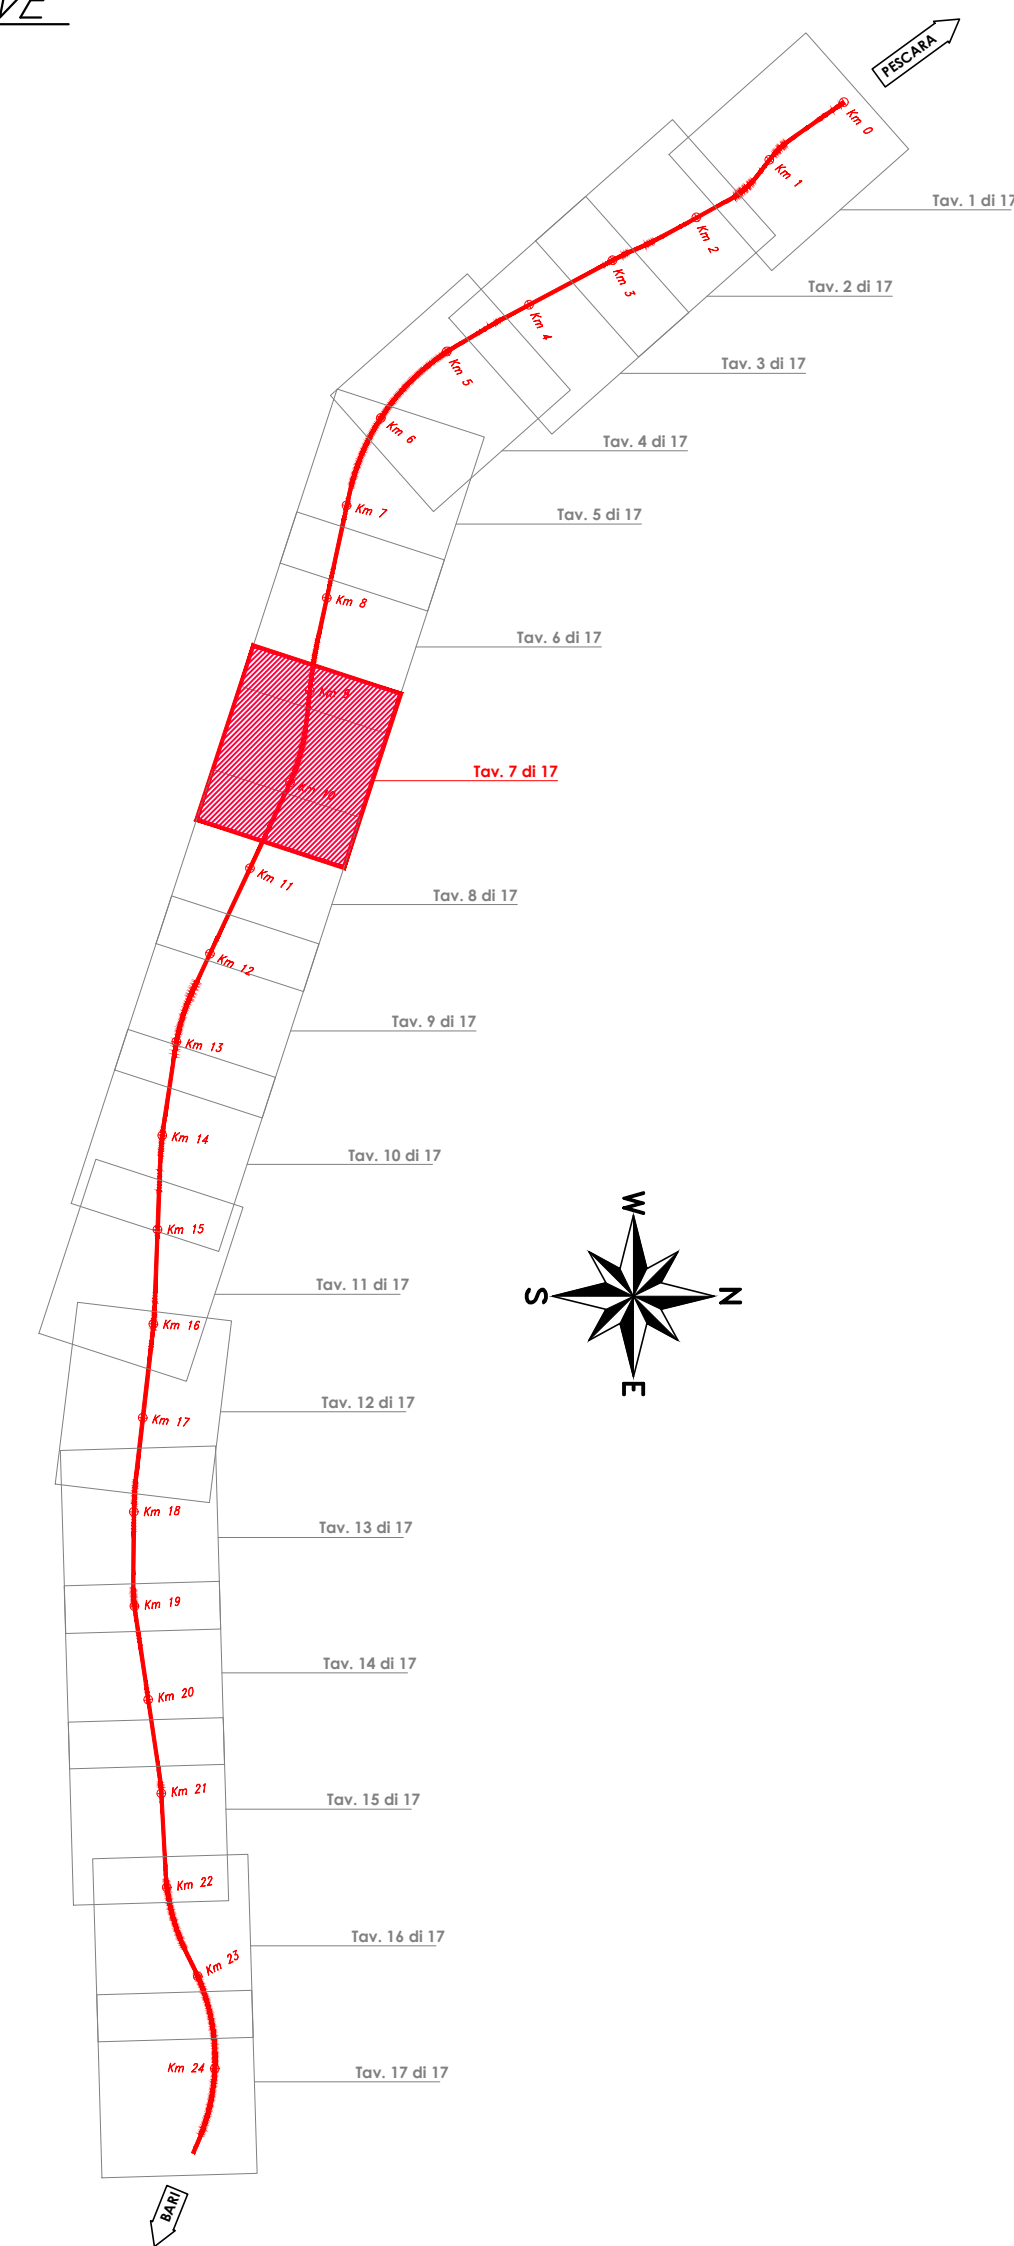 PESCARA
Km 0
Km 1
Tav. 1 di 17
Km 2
Km 3
Tav. 2 di 17
Km 4
Km 5
Tav. 3 di 17
Km 6
Tav. 4 di 17
Km 7
Tav. 5 di 17
Km 8
Tav. 6 di 17
Km 9
Tav. 7 di 17
Km 10
Km 11
Tav. 8 di 17
Km 12
Tav. 9 di 17
Km 13
Km 14
Tav. 10 di 17
W
Km 15
Tav. 11 di 17
S
N
Km 16
E
Tav. 12 di 17
Km 17
Km 18
Tav. 13 di 17
Km 19
Tav. 14 di 17
Km 20
Km 21
Tav. 15 di 17
Km 22
Tav. 16 di 17
Km 23
Km 24
Tav. 17 di 17
BARI